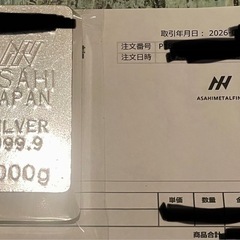 ASAHI
JAPAN
SILVER
999.9
000g
取引年月日：2026
注文番号 P
注文日時
ASAHIMETALFIN
単価 数量
商品合